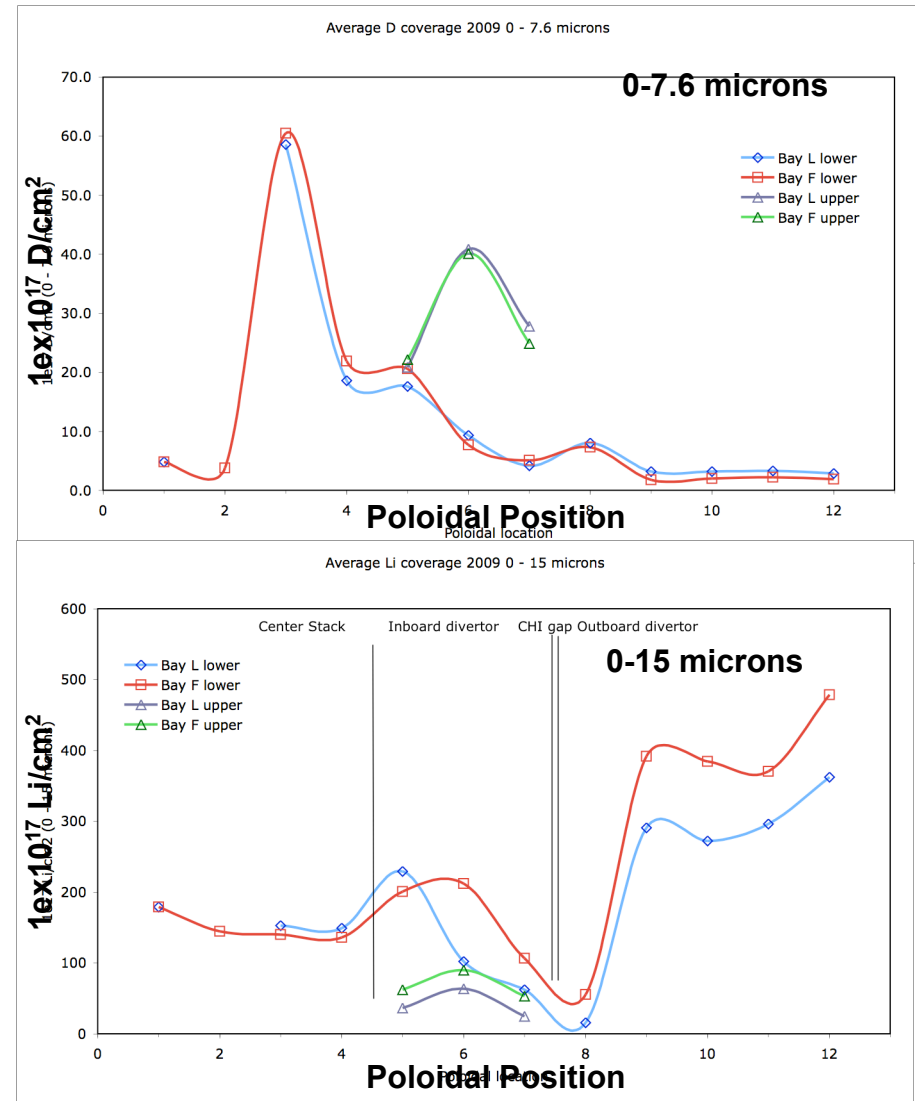 Average D coverage 2009 0 - 7.6 microns
0-7.6 microns
70.0
60.0
50.0
40.0
30.0
20.0
10.0
0.0
1ex10^17 D/cm^2
Bay L lower
Bay F lower
Bay L upper
Bay F upper
0 2 4 6 8 10 12
Poloidal Position
Poloidal location
Average Li coverage 2009 0 - 15 microns
Center Stack Inboard divertor CHI gap Outboard divertor
0-15 microns
600
500
400
300
200
100
0
1ex10^17 Li/cm^2
Bay L lower
Bay F lower
Bay L upper
Bay F upper
0 2 4 6 8 10 12
Poloidal Position